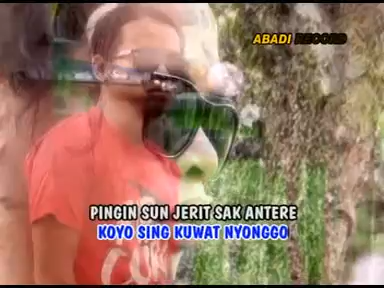 ABADI RECORD
PINGIN SUN JERIT SAK ANTERE
KOYO SING KUWAT NYONGGO